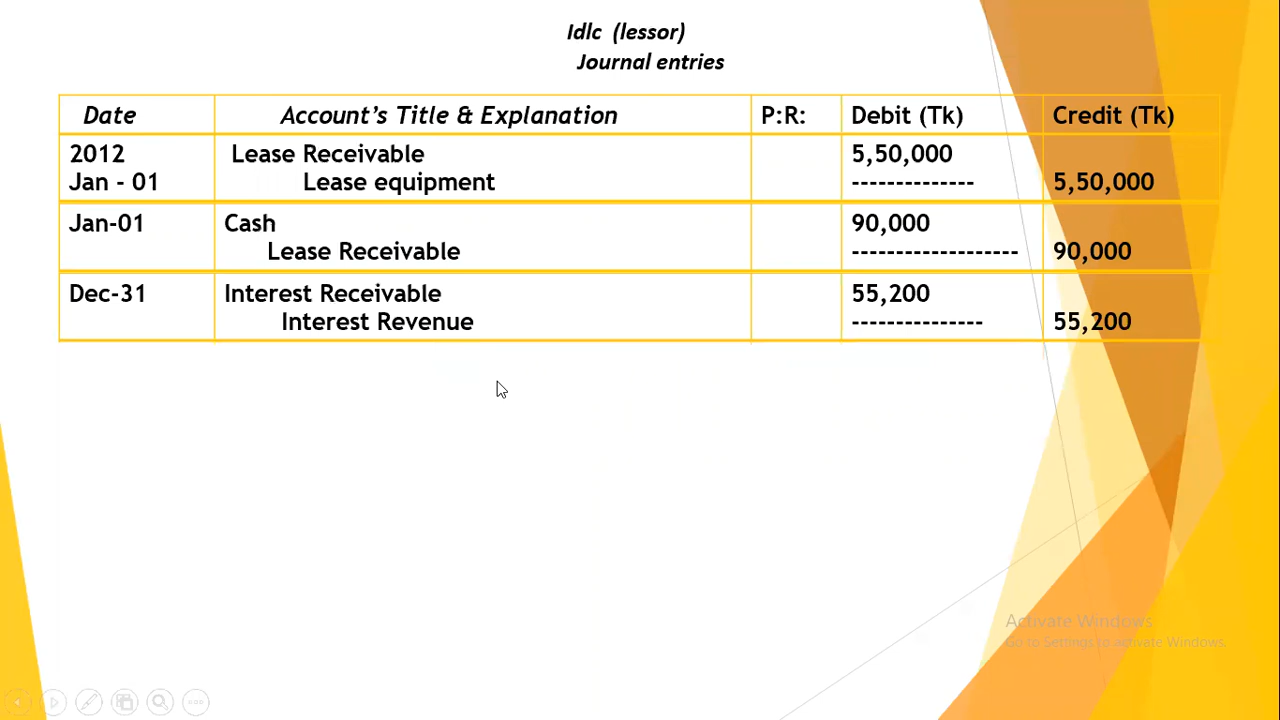 Idlc (lessor)
Journal entries
Date Account's Title & Explanation P:R: Debit (Tk) Credit (Tk)
2012 Lease Receivable 5,50,000
Jan - 01 Lease equipment -------------- 5,50,000
Jan-01 Cash 90,000
Lease Receivable ------------------- 90,000
Dec-31 Interest Receivable 55,200
Interest Revenue --------------- 55,200
Activate Windows
Go to Settings to activate Windows.